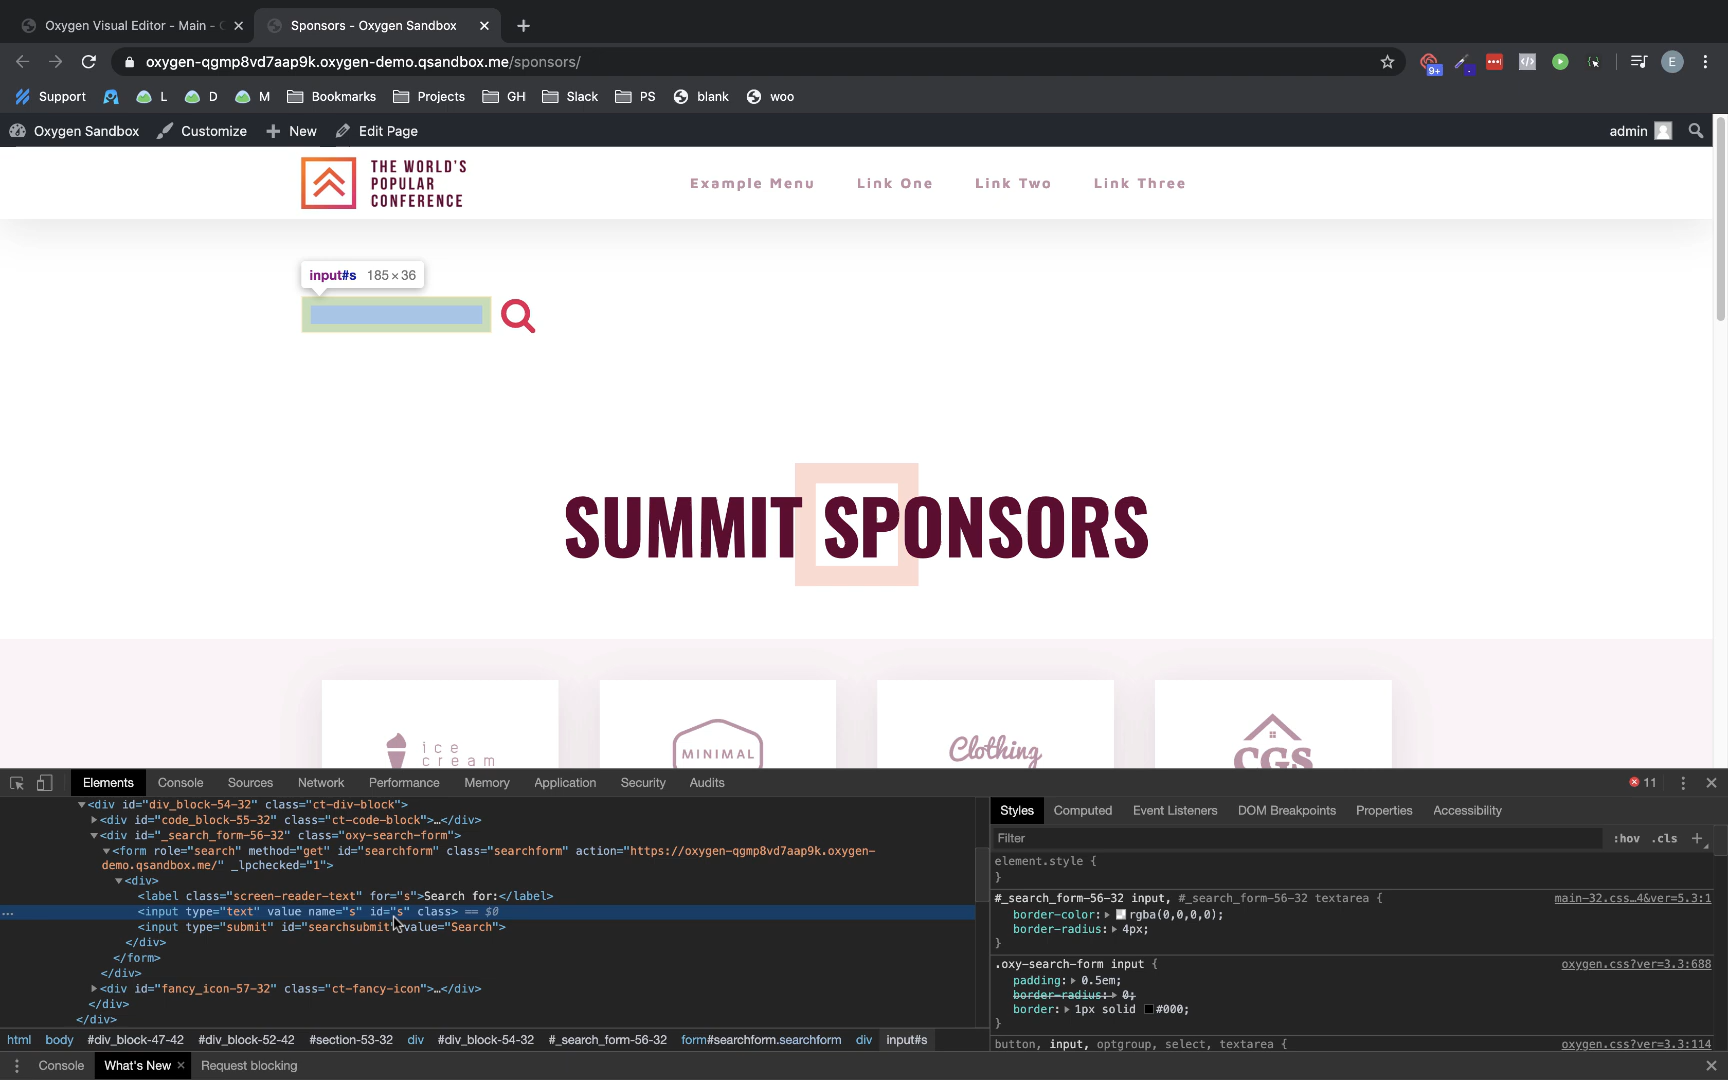 Oxygen Visual Editor - Main -
Sponsors - Oxygen Sandbox
oxygen-qgmp8vd7aap9k.oxygen-demo.qsandbox.me/sponsors/
9+
E
Support
L
D
M
Bookmarks
Projects
GH
Slack
PS
blank
woo
Oxygen Sandbox
Customize
New
Edit Page
admin
THE WORLD'S
POPULAR
CONFERENCE
Example Menu
Link One
Link Two
Link Three
input#s 185 × 36
SUMMIT SPONSORS
ice
cream
MINIMAL
Clothing
CGS
Elements
Console
Sources
Network
Performance
Memory
Application
Security
Audits
11
<div id="div_block-54-32" class="ct-div-block">
<div id="code_block-55-32" class="ct-code-block">…</div>
<div id="_search_form-56-32" class="oxy-search-form">
<form role="search" method="get" id="searchform" class="searchform" action="https://oxygen-qgmp8vd7aap9k.oxygen-
demo.qsandbox.me/" _lpchecked="1">
<div>
<label class="screen-reader-text" for="s">Search for:</label>
… <input type="text" value name="s" id="s" class> == $0
<input type="submit" id="searchsubmit" value="Search">
</div>
</form>
</div>
<div id="fancy_icon-57-32" class="ct-fancy-icon">…</div>
</div>
</div>
html body #div_block-47-42 #div_block-52-42 #section-53-32 div #div_block-54-32 #_search_form-56-32 form#searchform.searchform div input#s
Console
What's New
Request blocking
Styles
Computed
Event Listeners
DOM Breakpoints
Properties
Accessibility
Filter
:hov .cls +
element.style {
}
#_search_form-56-32 input, #_search_form-56-32 textarea { main-32.css…4&ver=5.3:1
border-color: rgba(0,0,0,0);
border-radius: 4px;
}
.oxy-search-form input { oxygen.css?ver=3.3:688
padding: 0.5em;
border-radius: 0;
border: 1px solid #000;
}
button, input, optgroup, select, textarea { oxygen.css?ver=3.3:114